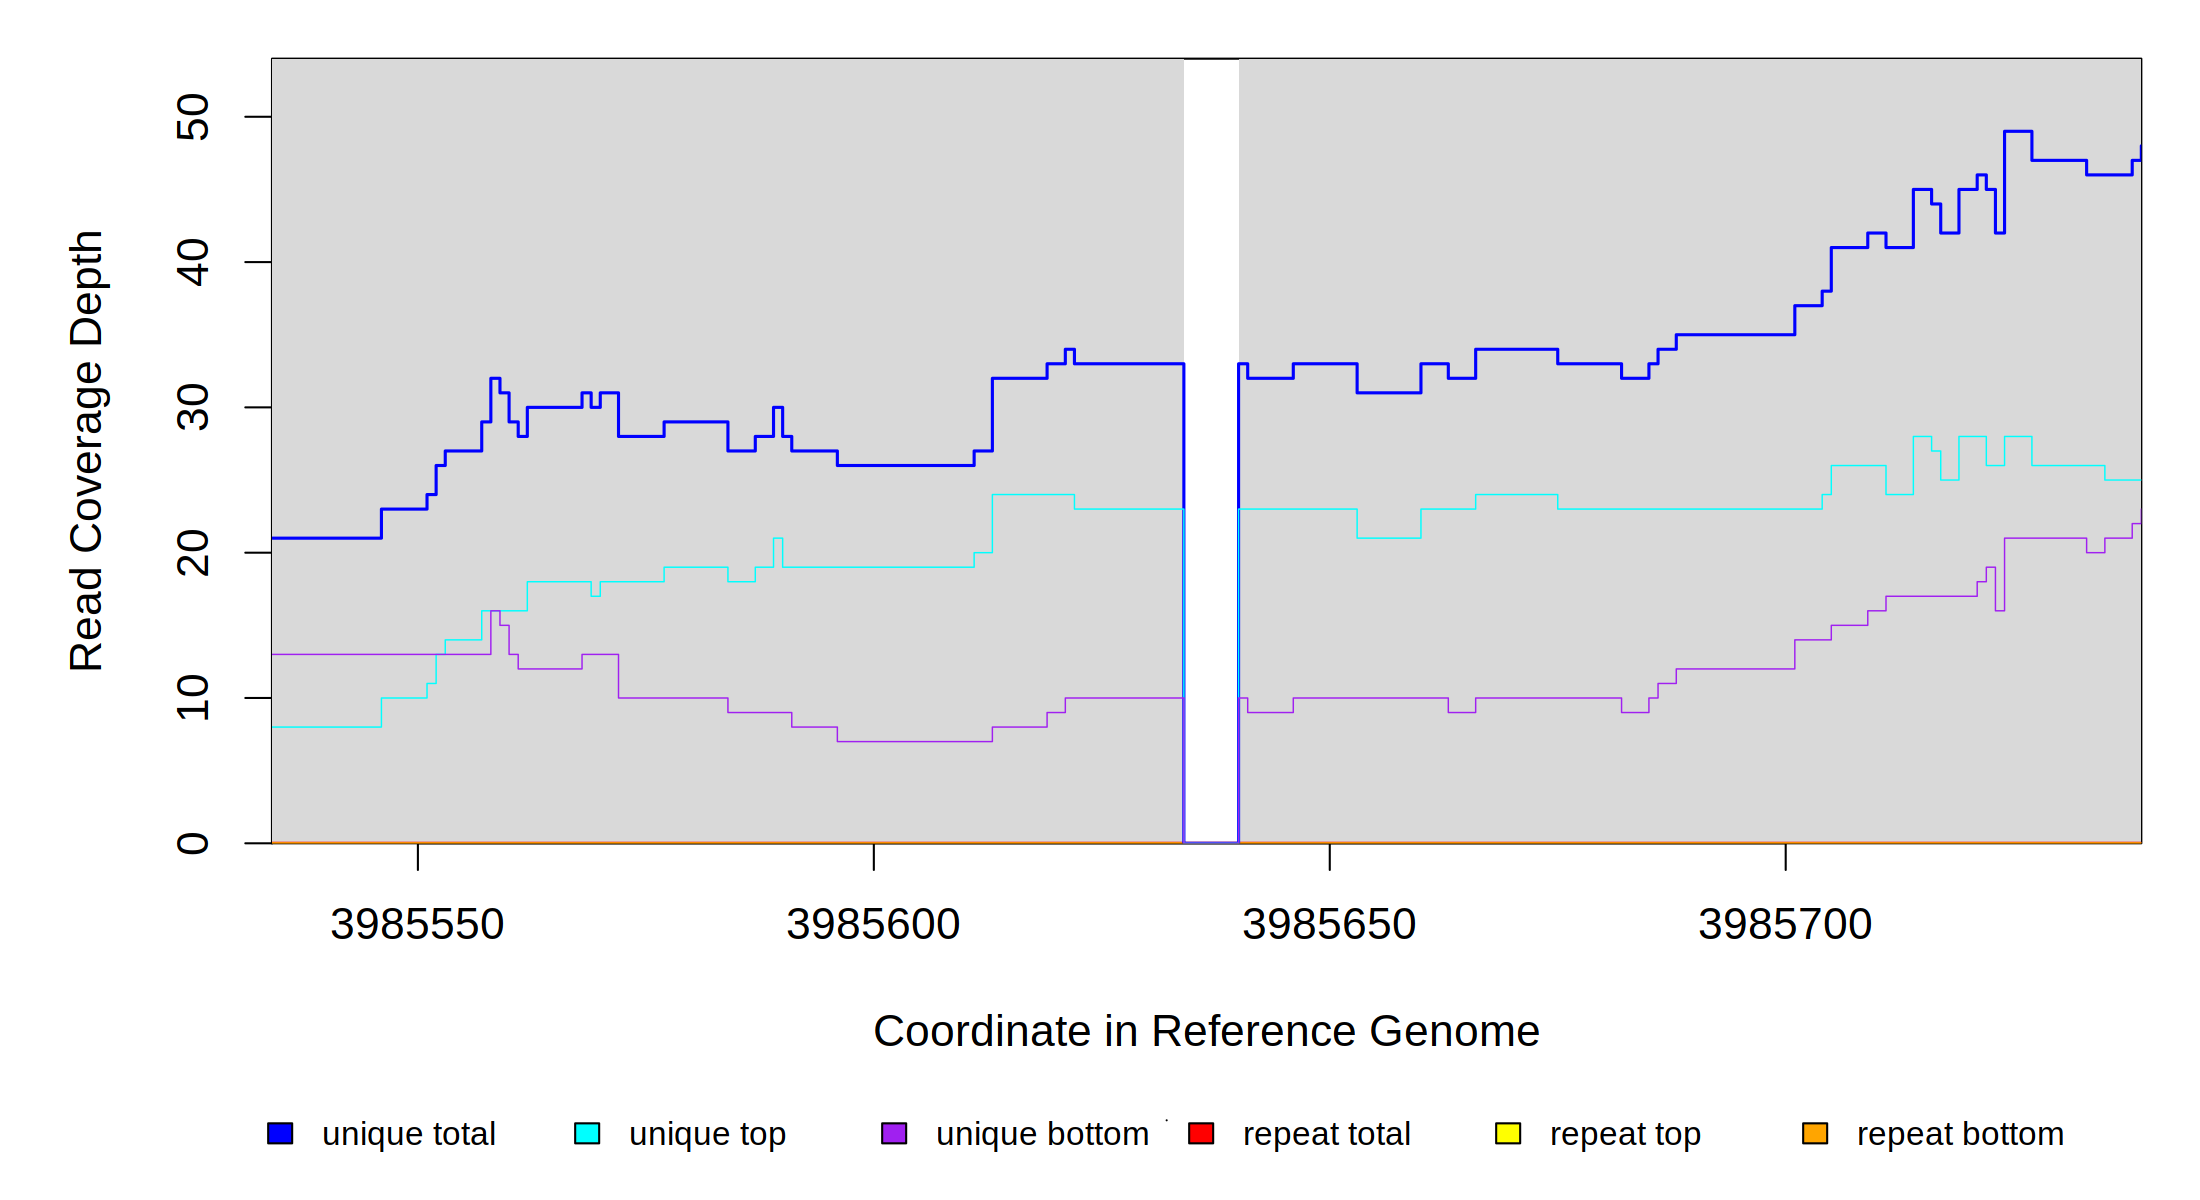 Read Coverage Depth
50
40
30
20
10
0
3985550 3985600 3985650 3985700
Coordinate in Reference Genome
unique total unique top unique bottom repeat total repeat top repeat bottom